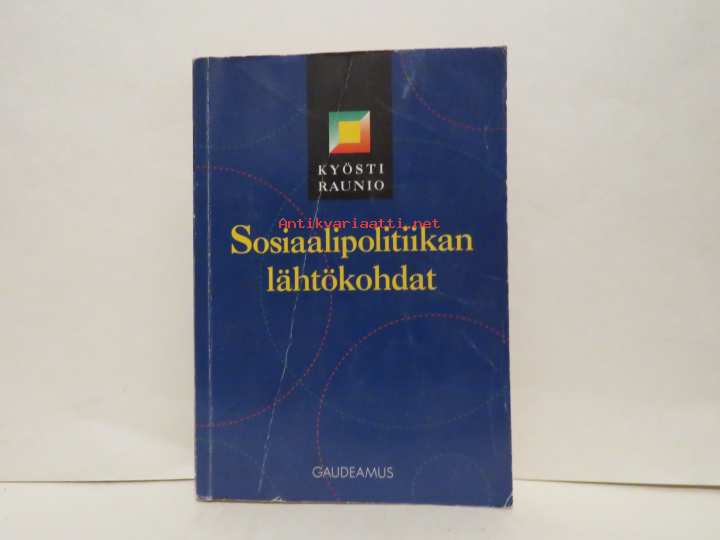 KYÖSTI
RAUNIO
Antikvariaatti.net
Sosiaalipolitiikan
lähtökohdat
GAUDEAMUS